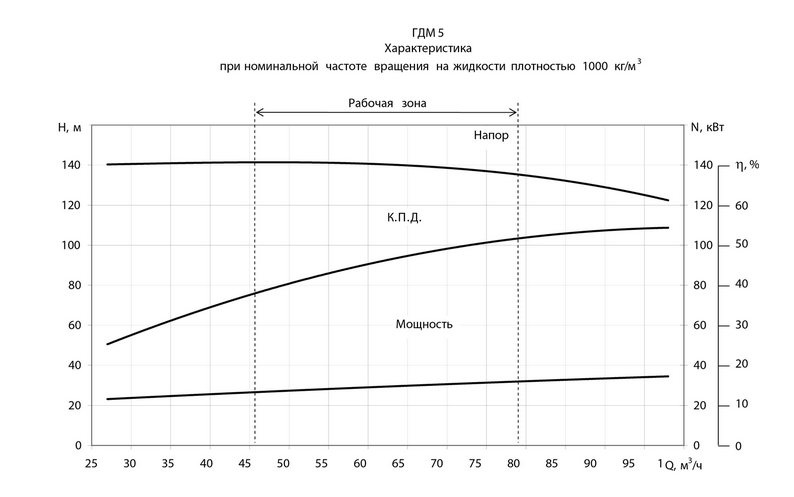 ГДМ 5
Характеристика
при номинальной частоте вращения на жидкости плотностью 1000 кг/м³
Рабочая зона
H, м
N, кВт
Напор
140
140
η, %
К.П.Д.
120
120
60
100
100
50
80
80
40
Мощность
60
60
30
40
40
20
20
20
10
0
0
0
25 30 35 40 45 50 55 60 65 70 75 80 85 90 95 1 Q, м³/ч